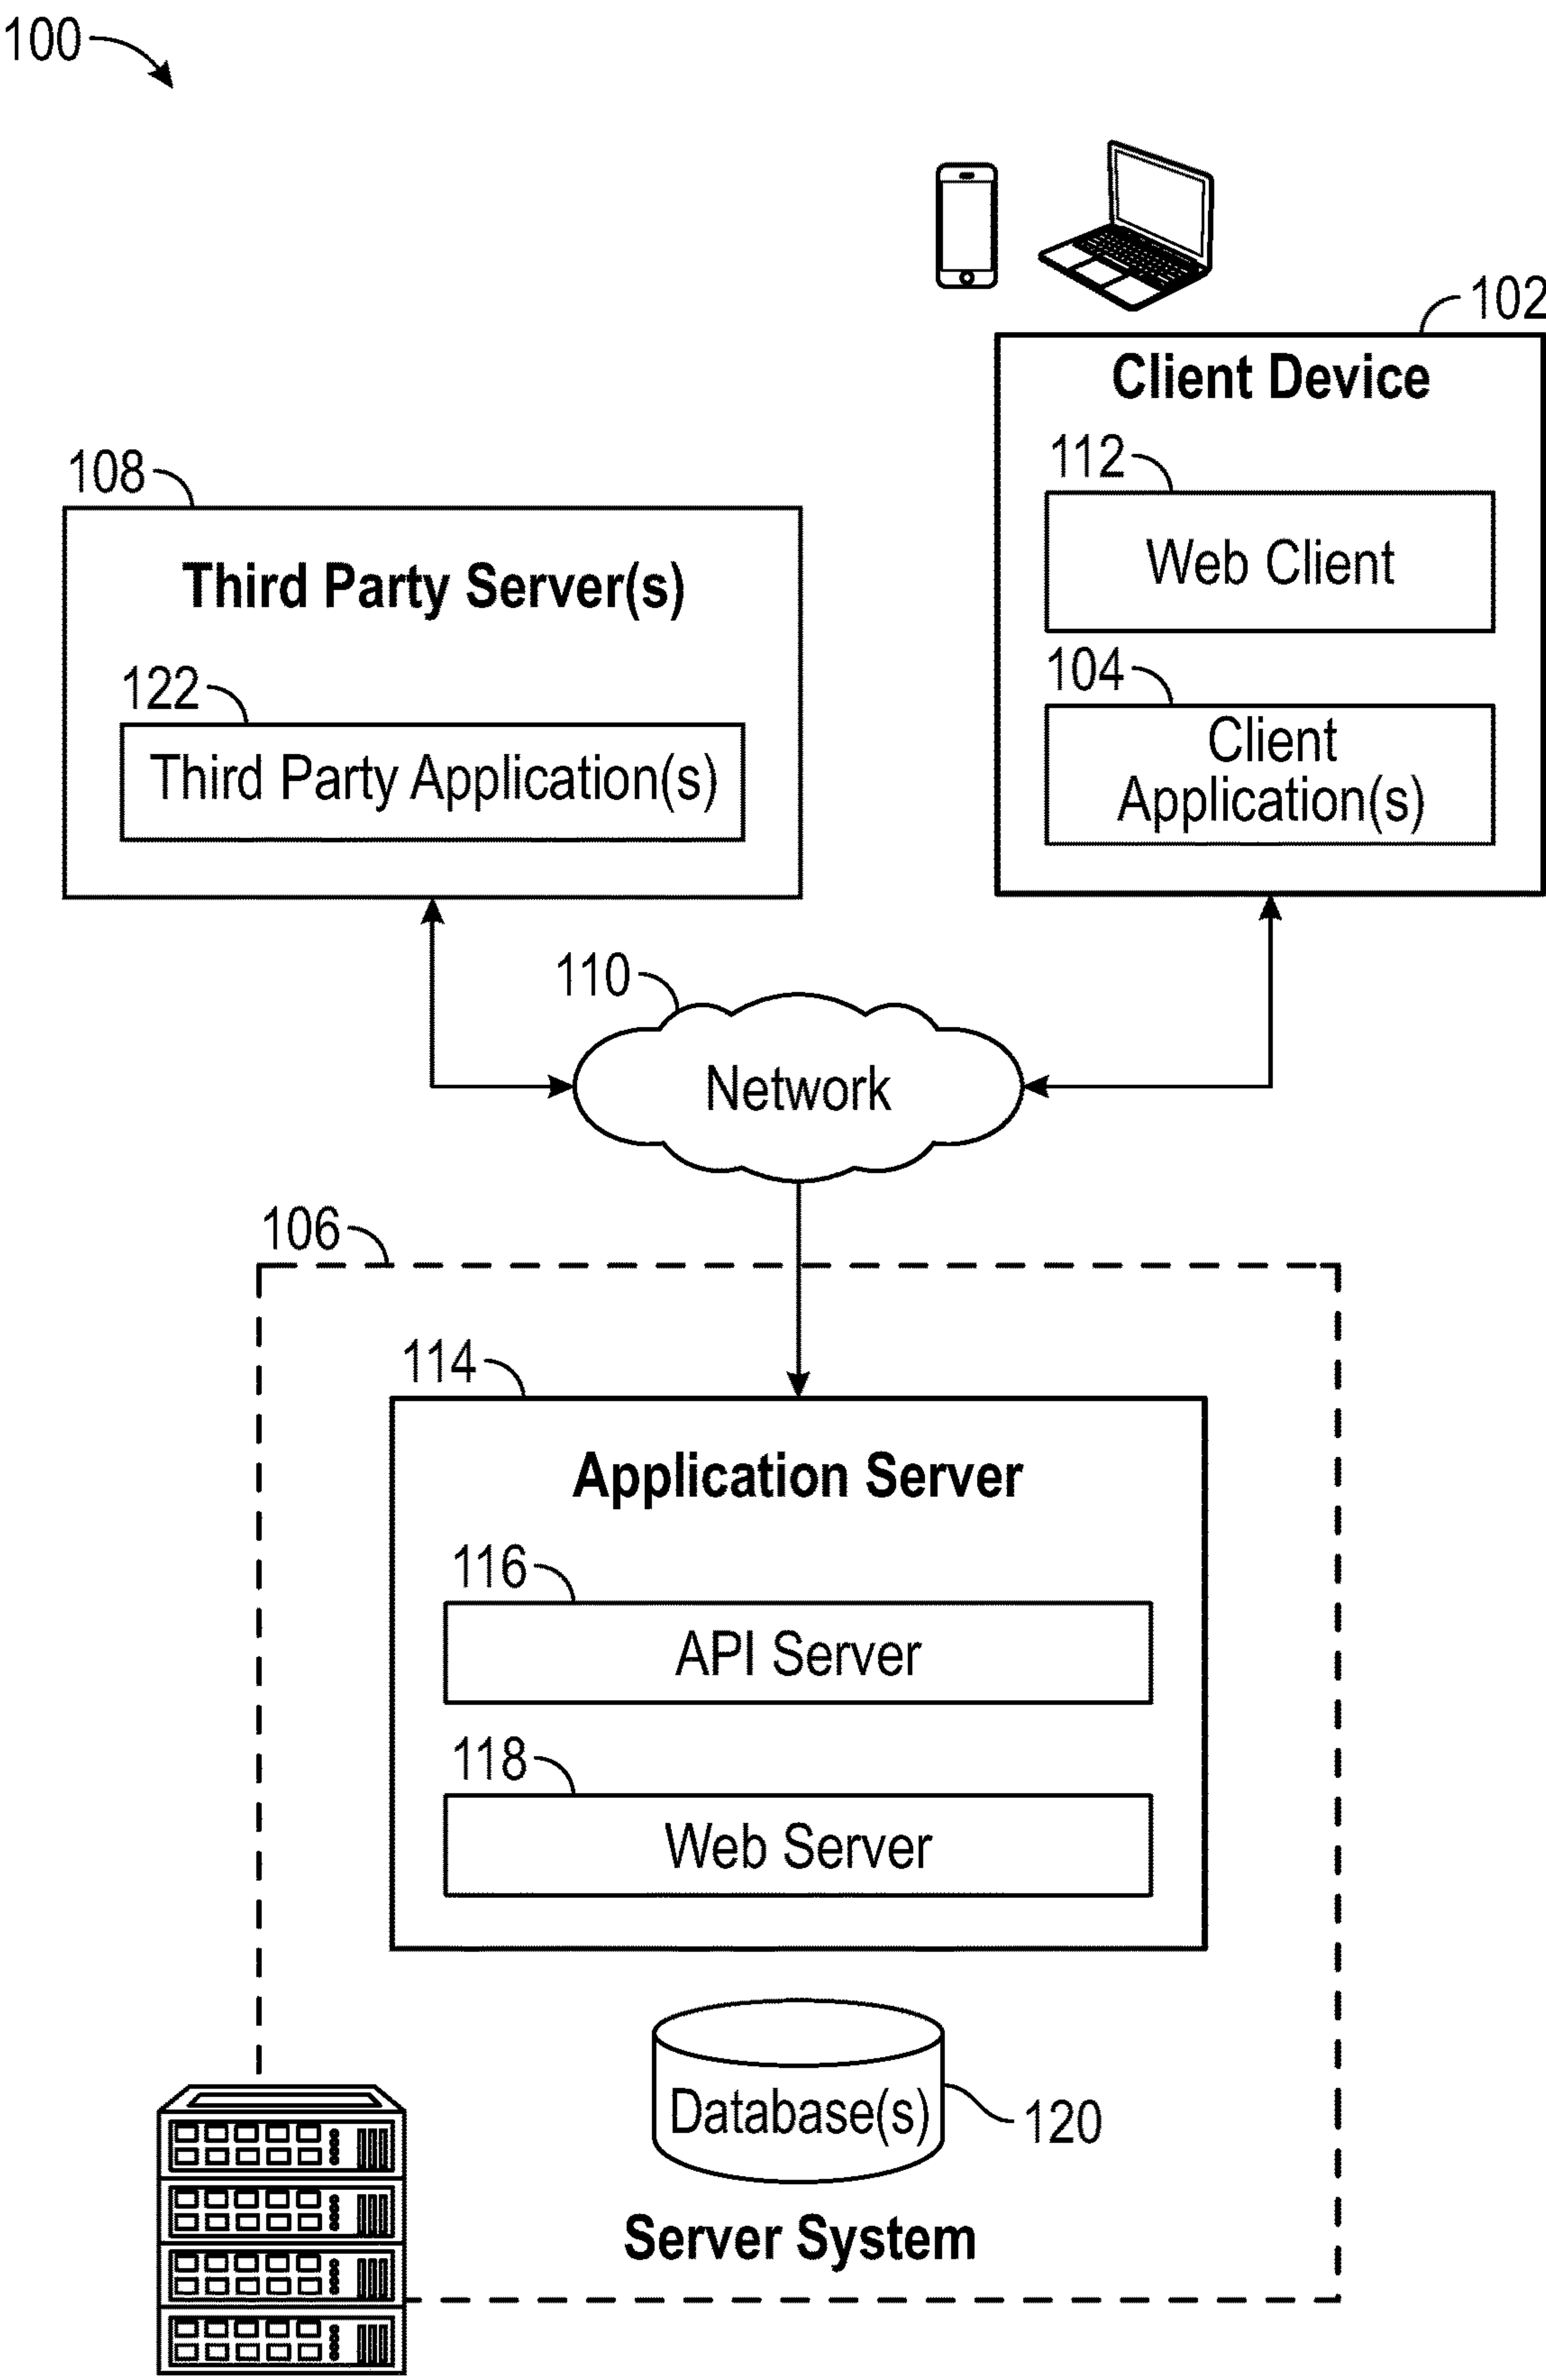 100
102
Client Device
112
Web Client
104
Client
Application(s)
108
Third Party Server(s)
122
Third Party Application(s)
110
Network
106
114
Application Server
116
API Server
118
Web Server
Database(s)
120
Server System